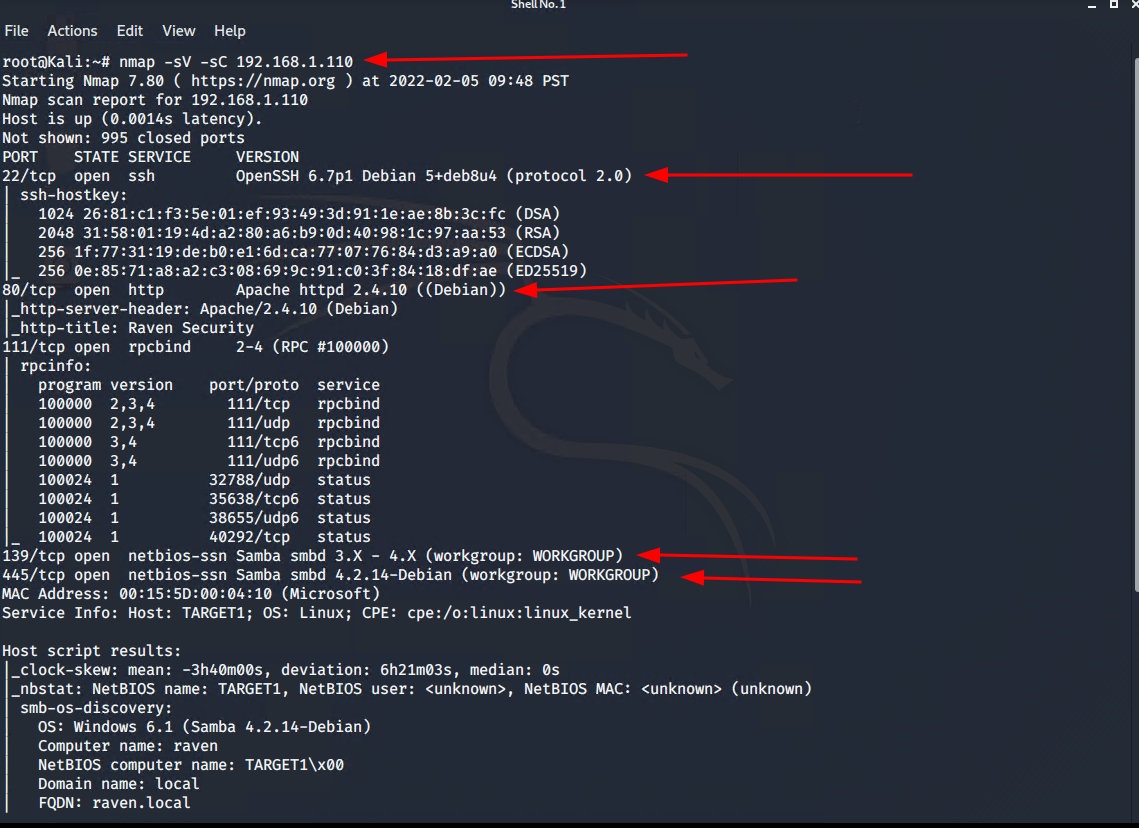 Shell No. 1
File Actions Edit View Help
root@Kali:~# nmap -sV -sC 192.168.1.110
Starting Nmap 7.80 ( https://nmap.org ) at 2022-02-05 09:48 PST
Nmap scan report for 192.168.1.110
Host is up (0.0014s latency).
Not shown: 995 closed ports
PORT    STATE SERVICE     VERSION
22/tcp  open  ssh         OpenSSH 6.7p1 Debian 5+deb8u4 (protocol 2.0)
| ssh-hostkey:
|   1024 26:81:c1:f3:5e:01:ef:93:49:3d:91:1e:ae:8b:3c:fc (DSA)
|   2048 31:58:01:19:4d:a2:80:a6:b9:0d:40:98:1c:97:aa:53 (RSA)
|   256 1f:77:31:19:de:b0:e1:6d:ca:77:07:76:84:d3:a9:a0 (ECDSA)
|_  256 0e:85:71:a8:a2:c3:08:69:9c:91:c0:3f:84:18:df:ae (ED25519)
80/tcp  open  http        Apache httpd 2.4.10 ((Debian))
|_http-server-header: Apache/2.4.10 (Debian)
|_http-title: Raven Security
111/tcp open  rpcbind     2-4 (RPC #100000)
| rpcinfo:
|   program version    port/proto  service
|   100000  2,3,4        111/tcp   rpcbind
|   100000  2,3,4        111/udp   rpcbind
|   100000  3,4          111/tcp6  rpcbind
|   100000  3,4          111/udp6  rpcbind
|   100024  1          32788/udp   status
|   100024  1          35638/tcp6  status
|   100024  1          38655/udp6  status
|_  100024  1          40292/tcp   status
139/tcp open  netbios-ssn Samba smbd 3.X - 4.X (workgroup: WORKGROUP)
445/tcp open  netbios-ssn Samba smbd 4.2.14-Debian (workgroup: WORKGROUP)
MAC Address: 00:15:5D:00:04:10 (Microsoft)
Service Info: Host: TARGET1; OS: Linux; CPE: cpe:/o:linux:linux_kernel
Host script results:
|_clock-skew: mean: -3h40m00s, deviation: 6h21m03s, median: 0s
|_nbstat: NetBIOS name: TARGET1, NetBIOS user: <unknown>, NetBIOS MAC: <unknown> (unknown)
| smb-os-discovery:
|   OS: Windows 6.1 (Samba 4.2.14-Debian)
|   Computer name: raven
|   NetBIOS computer name: TARGET1\x00
|   Domain name: local
|   FQDN: raven.local